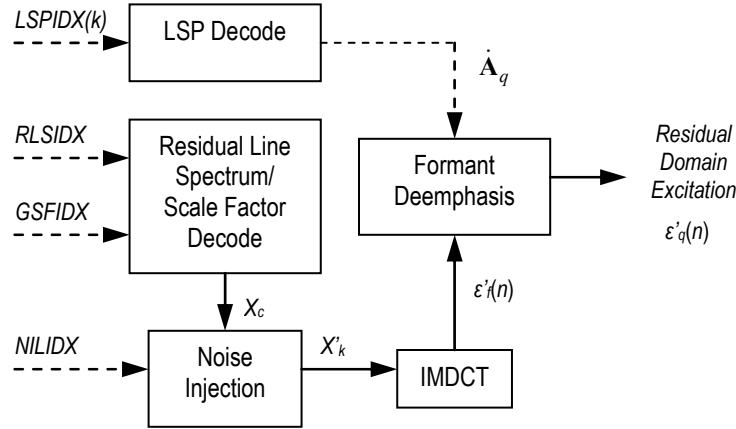 LSPIDX(k)
LSP Decode
Ȧq
RLSIDX
GSFIDX
Residual Line
Spectrum/
Scale Factor
Decode
Formant
Deemphasis
Residual
Domain
Excitation
ε'q(n)
Xc
ε'f(n)
NILIDX
Noise
Injection
X'k
IMDCT